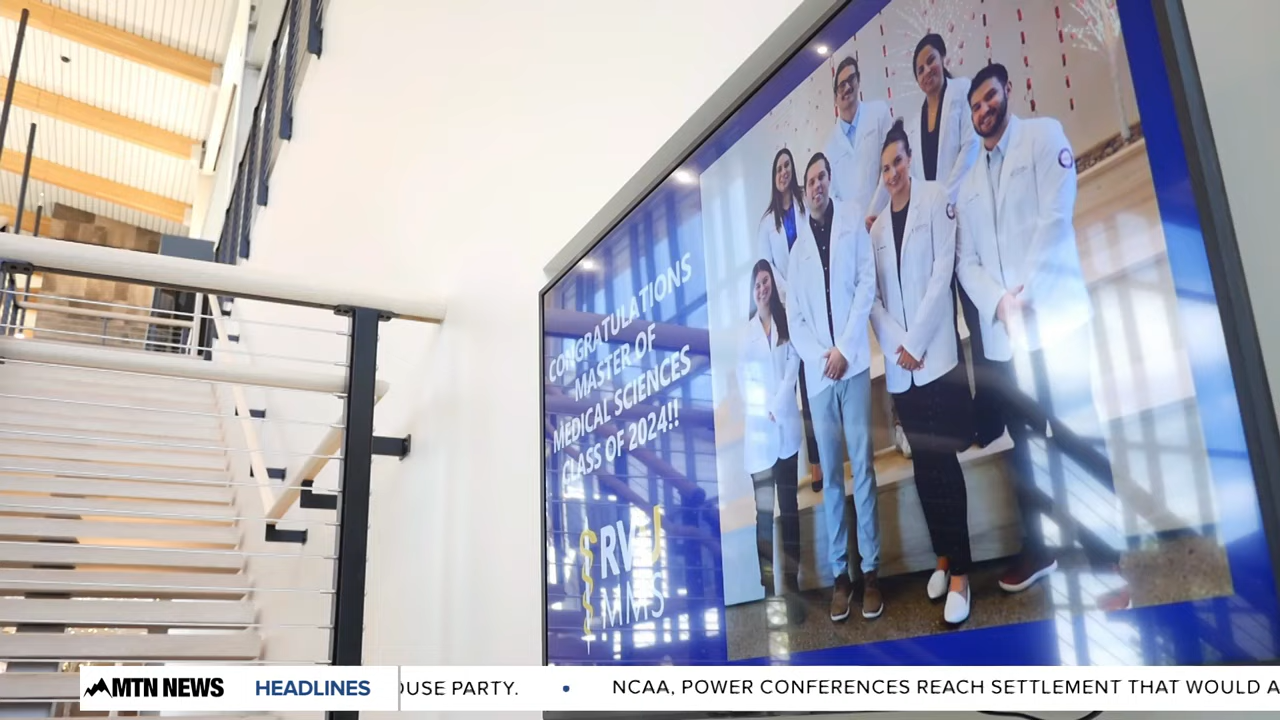 CONGRATULATIONS
MASTER OF
MEDICAL SCIENCES
CLASS OF 2024!!
RVU
MMS
MTN NEWS
HEADLINES
OUSE PARTY. • NCAA, POWER CONFERENCES REACH SETTLEMENT THAT WOULD A